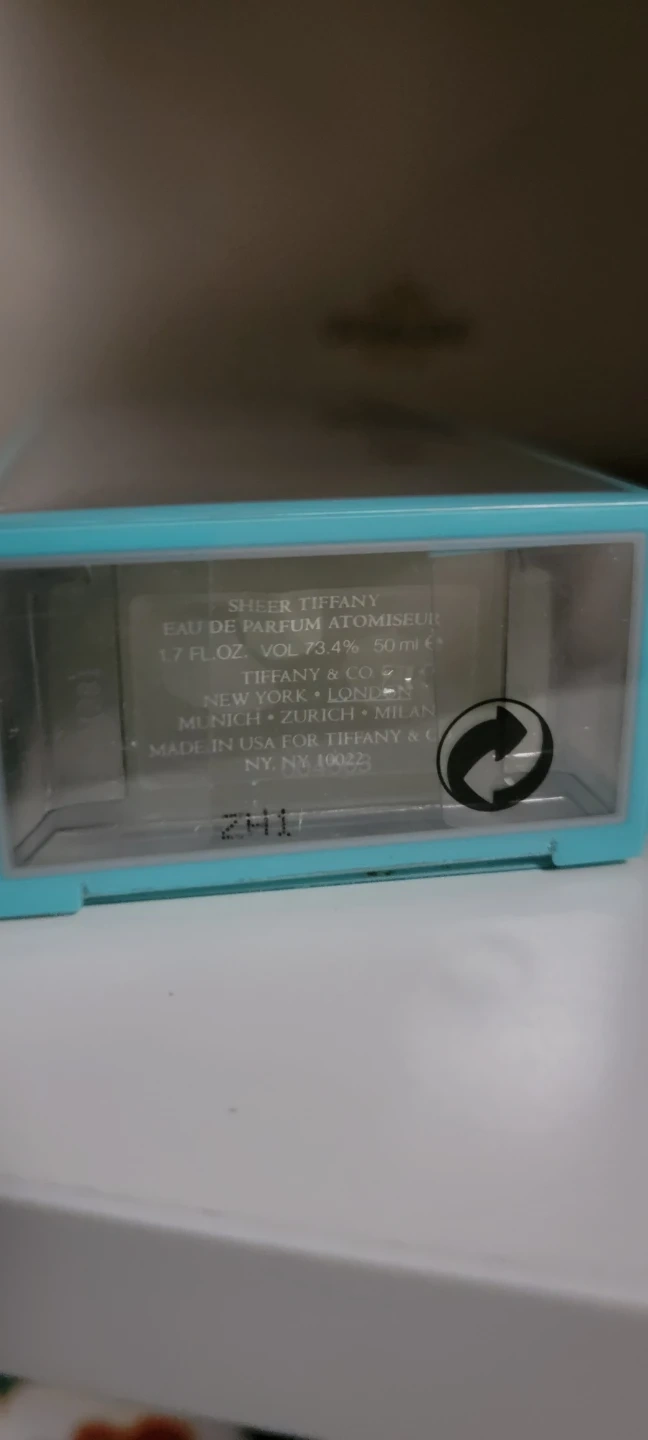 SHEER TIFFANY
EAU DE PARFUM ATOMISEUR
1.7 FL.OZ. VOL 73.4% 50 ml e
TIFFANY & CO.
NEW YORK • LONDON
MUNICH • ZURICH • MILAN
MADE IN USA FOR TIFFANY & C
NY, NY 10022
2H1